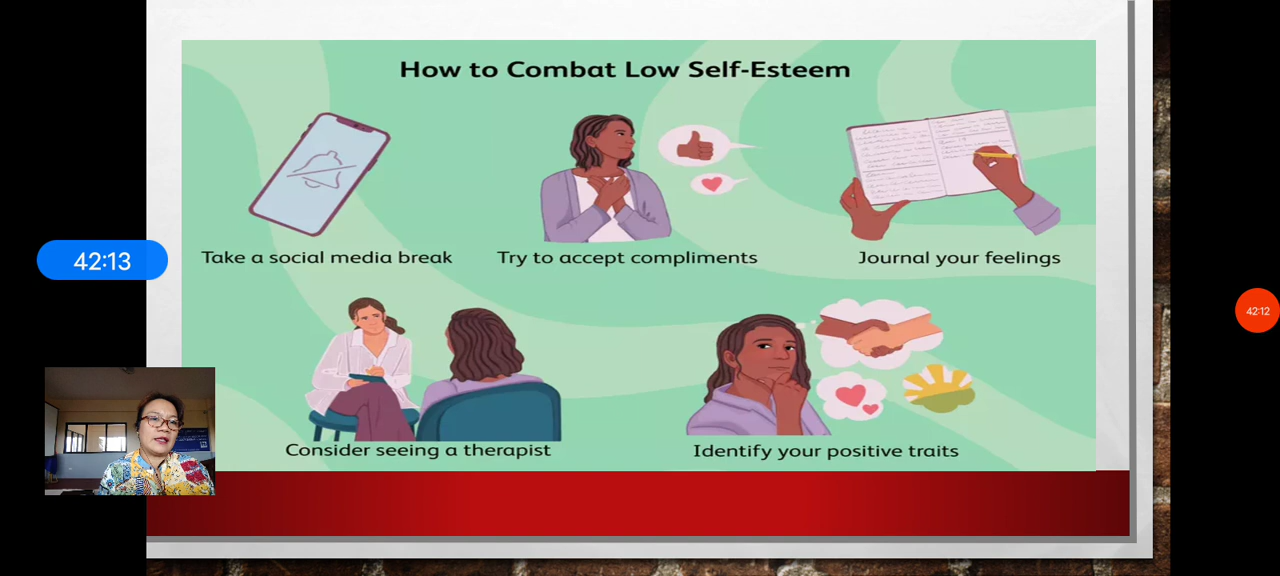 How to Combat Low Self-Esteem
Take a social media break
Try to accept compliments
Journal your feelings
42:13
42:12
Consider seeing a therapist
Identify your positive traits